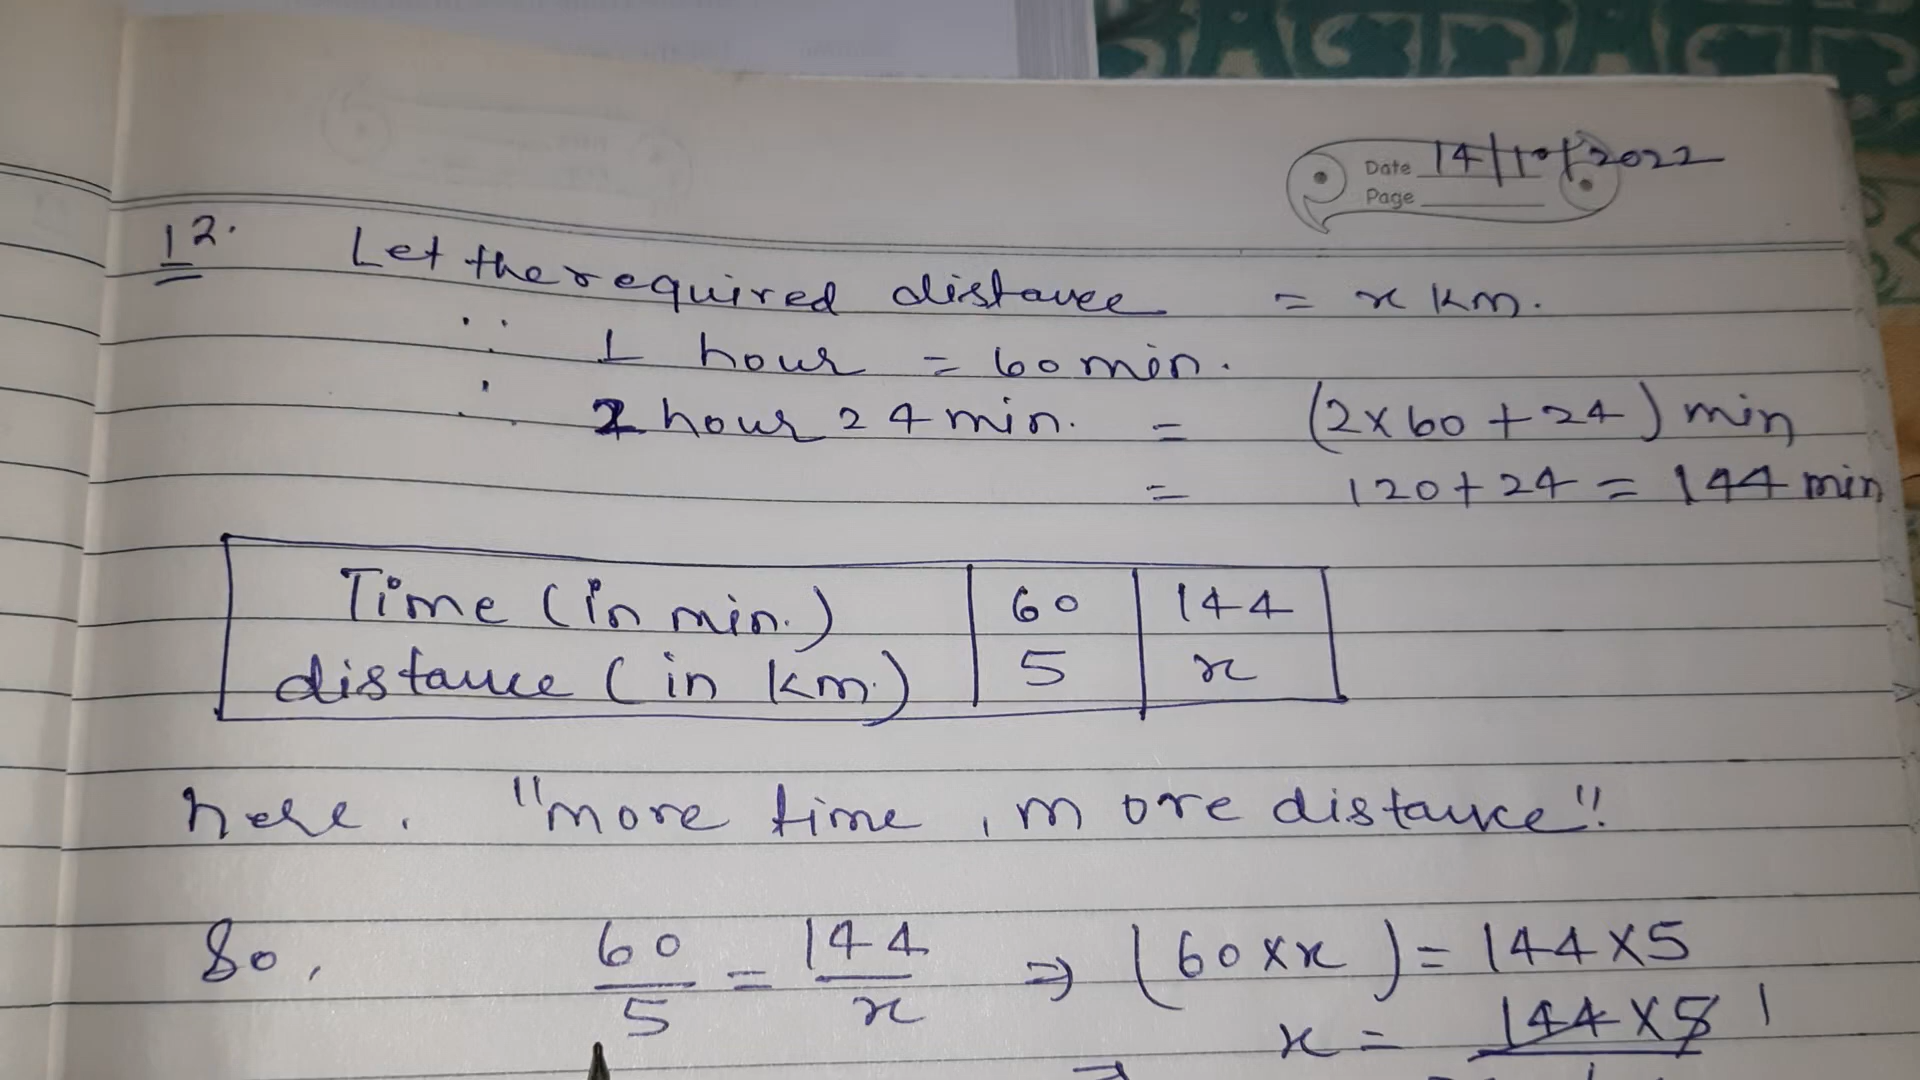 Date 14/10/2022
Page
12. Let the required distance = x km.
∵ 1 hour = 60 min.
∴ 2 hour 24 min. = (2×60+24) min
= 120+24 = 144 min
Time (in min.) 60 144
distance (in km.) 5 x
here. "more time, more distance".
So, 60/5 = 144/x ⇒ (60×x) = 144×5
x = 144×5 1